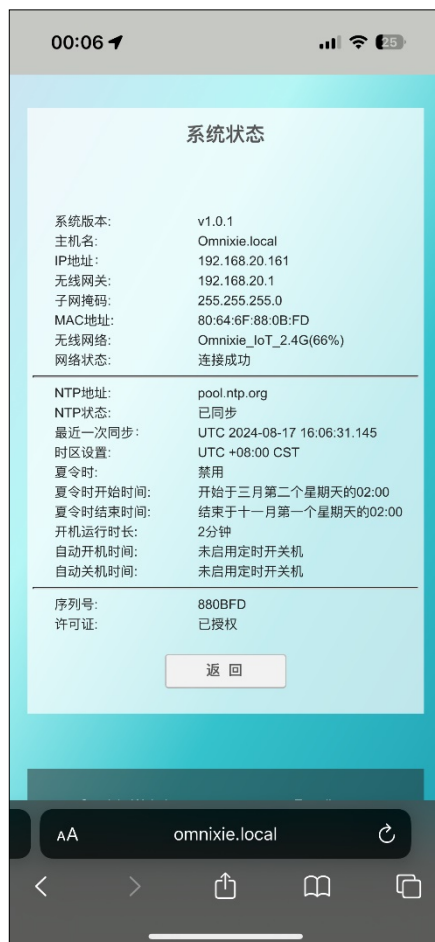 00:06
25
系统状态
系统版本: v1.0.1
主机名: Omnixie.local
IP地址: 192.168.20.161
无线网关: 192.168.20.1
子网掩码: 255.255.255.0
MAC地址: 80:64:6F:88:0B:FD
无线网络: Omnixie_IoT_2.4G(66%)
网络状态: 连接成功
NTP地址: pool.ntp.org
NTP状态: 已同步
最近一次同步: UTC 2024-08-17 16:06:31.145
时区设置: UTC +08:00 CST
夏令时: 禁用
夏令时开始时间: 开始于三月第二个星期天的02:00
夏令时结束时间: 结束于十一月第一个星期天的02:00
开机运行时长: 2分钟
自动开机时间: 未启用定时开关机
自动关机时间: 未启用定时开关机
序列号: 880BFD
许可证: 已授权
返 回
AA omnixie.local